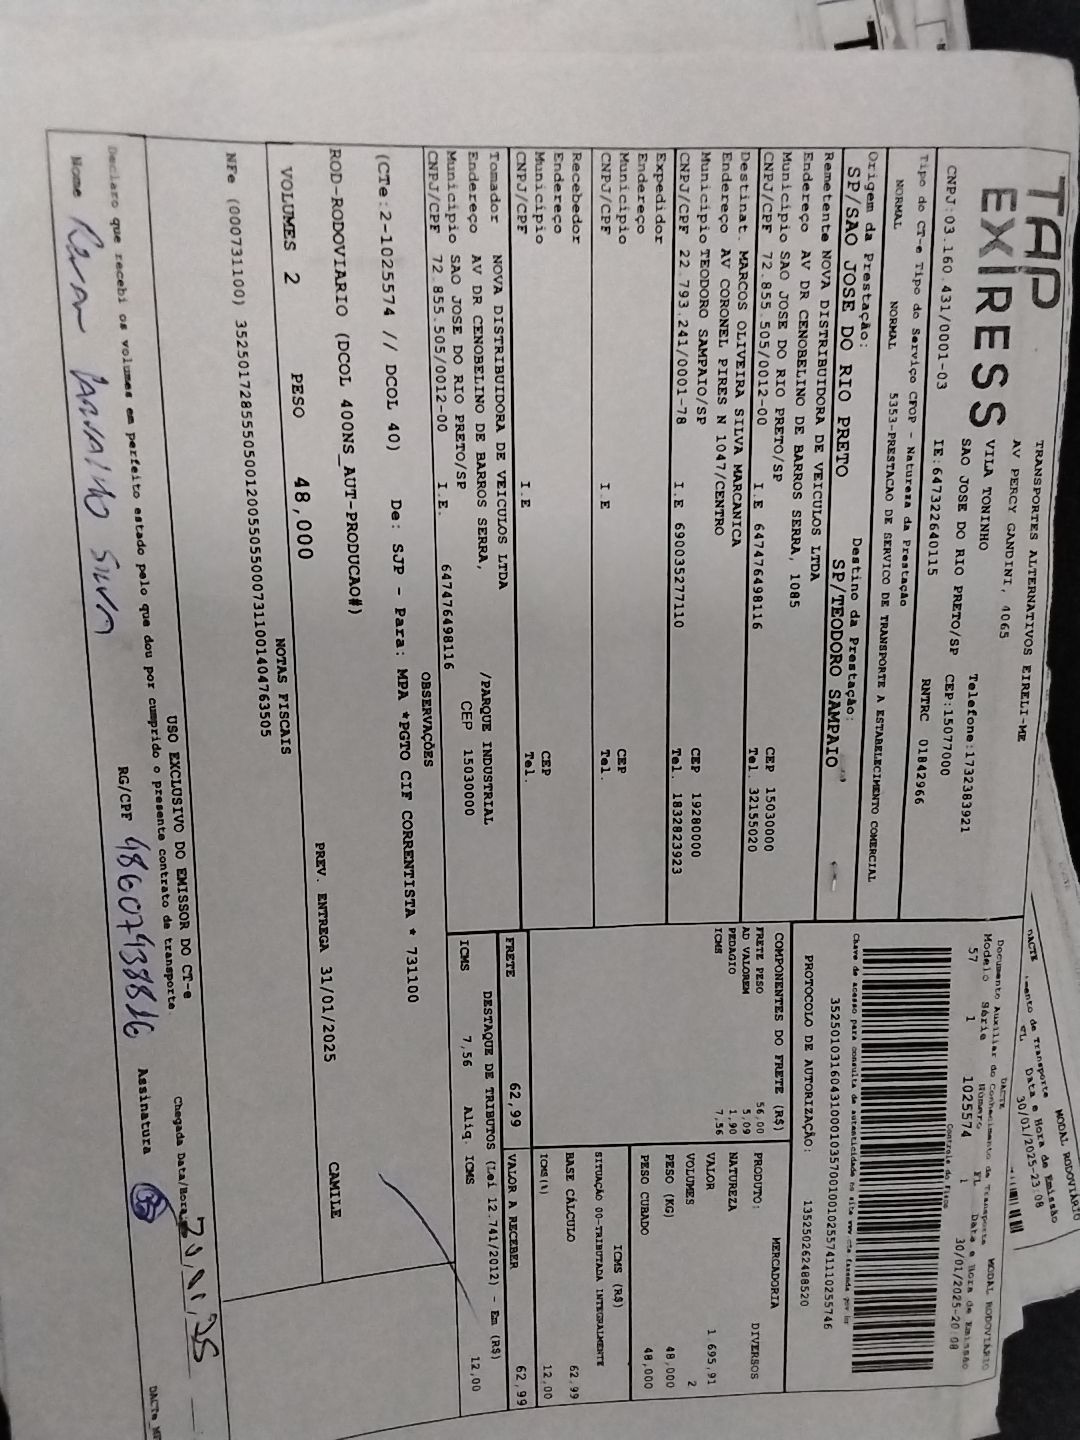 TAP
EXPRESS
TRANSPORTES ALTERNATIVOS EIRELI-ME
AV PERCY GANDINI, 4065
VILA TONINHO Telefone:1732383921
SAO JOSE DO RIO PRETO/SP CEP:15077000
CNPJ:03.160.431/0001-03 IE:647322640115 RNTRC 01842966
Tipo do CT-e Tipo do Serviço CFOP - Natureza da Prestação
NORMAL NORMAL 5353-PRESTACAO DE SERVICO DE TRANSPORTE A ESTABELECIMENTO COMERCIAL
Origem da Prestação: Destino da Prestação:
SP/SAO JOSE DO RIO PRETO SP/TEODORO SAMPAIO
Remetente NOVA DISTRIBUIDORA DE VEICULOS LTDA
Endereço AV DR CENOBELINO DE BARROS SERRA, 1085
Municipio SAO JOSE DO RIO PRETO/SP CEP 15030000
CNPJ/CPF 72.855.505/0012-00 I.E 647476498116 Tel. 32155020
Destinat. MARCOS OLIVEIRA SILVA MARCANICA
Endereço AV CORONEL PIRES N 1047/CENTRO
Municipio TEODORO SAMPAIO/SP CEP 19280000
CNPJ/CPF 22.793.241/0001-78 I.E 690035277110 Tel. 1832823923
Expedidor
Endereço
Municipio CEP
CNPJ/CPF I.E Tel.
Recebedor
Endereço
Municipio CEP
CNPJ/CPF I.E Tel.
Tomador NOVA DISTRIBUIDORA DE VEICULOS LTDA
Endereço AV DR CENOBELINO DE BARROS SERRA, /PARQUE INDUSTRIAL
Municipio SAO JOSE DO RIO PRETO/SP CEP 15030000
CNPJ/CPF 72.855.505/0012-00 I.E. 647476498116
OBSERVAÇÕES
(CTe:2-1025574 // DCOL 40) De: SJP - Para: MPA *PGTO CIF CORRENTISTA * 731100
ROD-RODOVIARIO (DCOL 400NS_AUT-PRODUCAO#)
DACTE MODAL RODOVIÁRIO
Documento Auxiliar do Conhecimento de Transporte
Modelo Série Número FL Data e Hora de Emissão
57 1 1025574 1 30/01/2025-20:08
Controle do Fisco
Chave de acesso para consulta de autenticidade no site www cte fazenda gov br
35250103160431000103570010010255741110255746
PROTOCOLO DE AUTORIZAÇÃO: 135250262488520
COMPONENTES DO FRETE (R$)
FRETE PESO 56,00
AD VALOREM 5,09
PEDAGIO 1,90
ICMS 7,56
MERCADORIA
PRODUTO:
NATUREZA DIVERSOS
VALOR 1.695,91
VOLUMES 2
PESO (KG) 48,000
PESO CUBADO 48,000
ICMS (R$)
SITUAÇÃO 00-TRIBUTADA INTEGRALMENTE
BASE CÁLCULO 62,99
ICMS(%) 12,00
FRETE 62,99 VALOR A RECEBER 62,99
DESTAQUE DE TRIBUTOS (Lei 12.741/2012) - Em (R$)
ICMS 7,56 Aliq. ICMS 12,00
VOLUMES 2 PESO 48,000 PREV. ENTREGA 31/01/2025 CAMILE
NOTAS FISCAIS
NFe (000731100) 35250172855505001200550550007311001404763505
USO EXCLUSIVO DO EMISSOR DO CT-e
Declaro que recebi os volumes em perfeito estado pelo que dou por cumprido o presente contrato de transporte
Chegada Data/Hora
Nome SILVA RG/CPF 48607938816 Assinatura
DACTE MODAL RODOVIÁRIO
de Transporte
Data e Hora de Emissão
30/01/2025-23:08